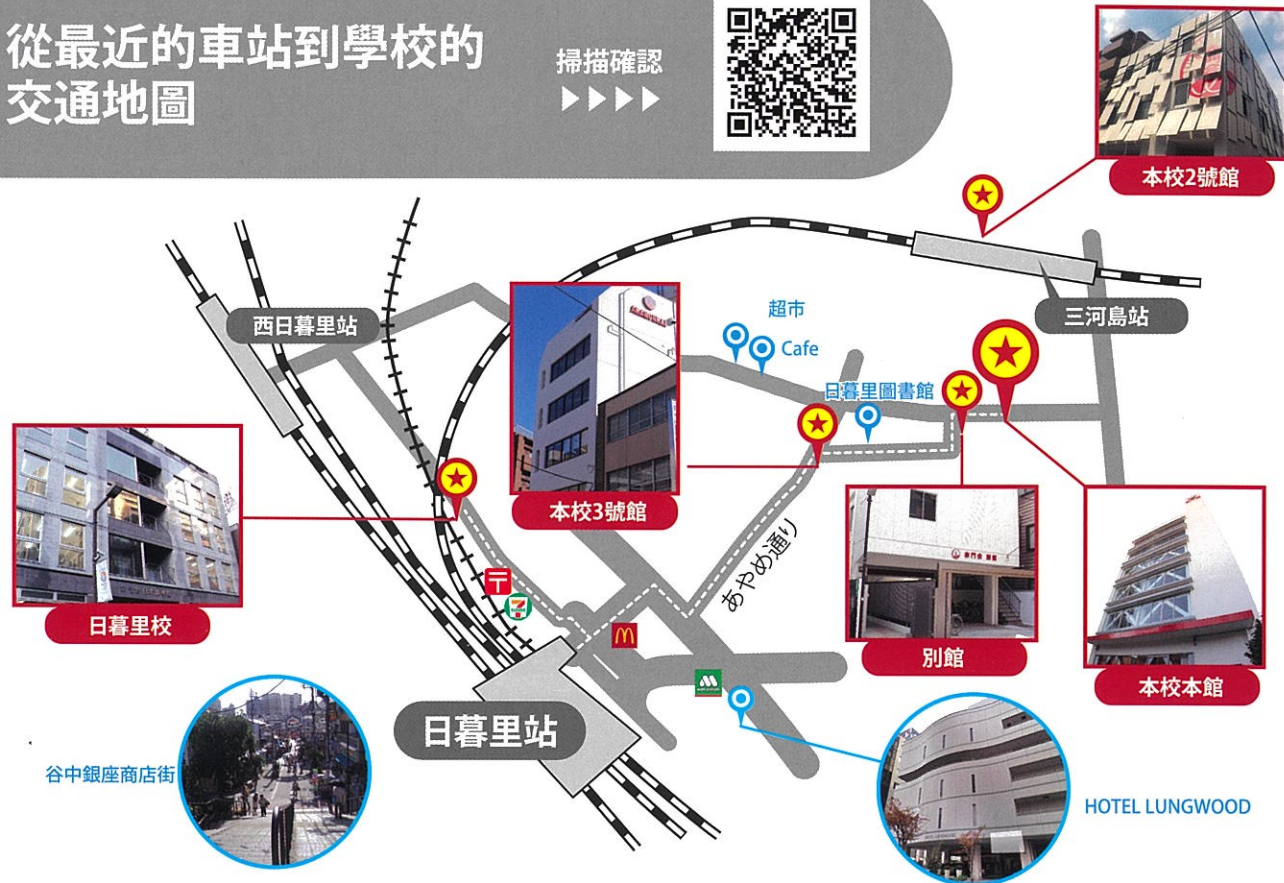 從最近的車站到學校的
交通地圖
掃描確認
本校2號館
三河島站
西日暮里站
超市
Cafe
日暮里圖書館
本校3號館
あやめ通り
日暮里校
別館
本校本館
日暮里站
谷中銀座商店街
HOTEL LUNGWOOD